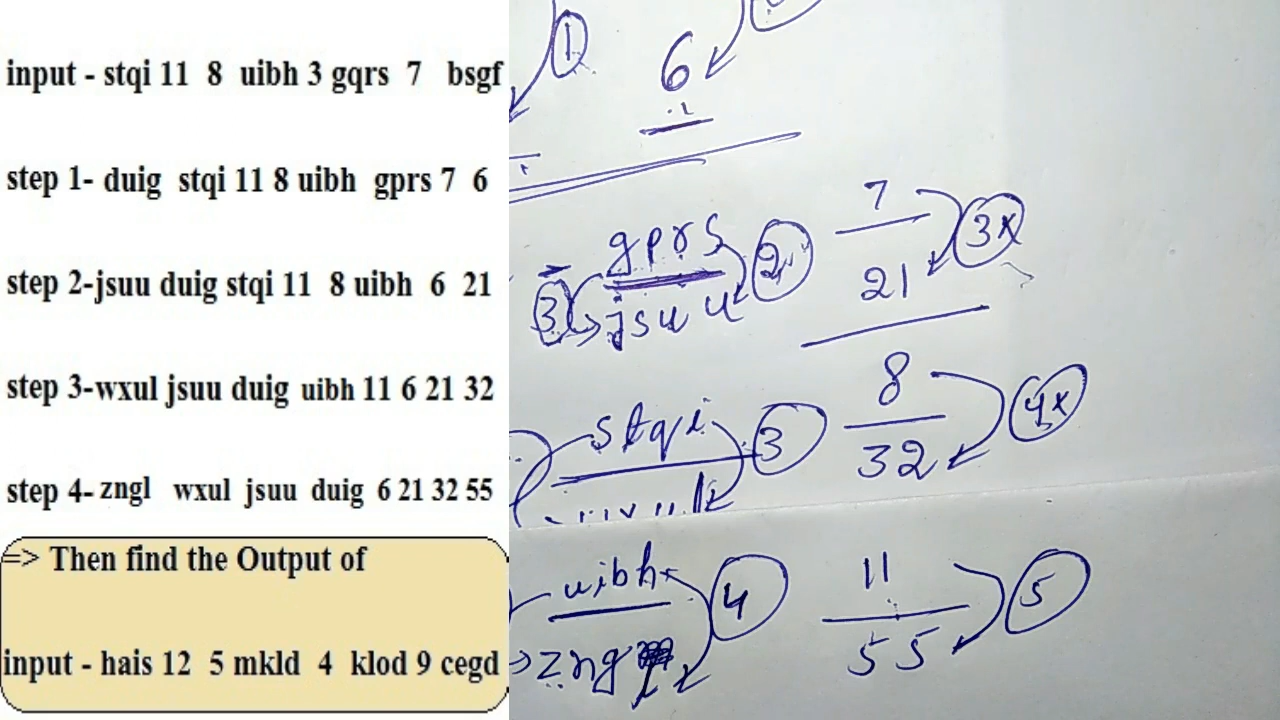 input - stqi 11 8 uibh 3 gqrs 7 bsgf
step 1- duig stqi 11 8 uibh gprs 7 6
step 2-jsuu duig stqi 11 8 uibh 6 21
step 3-wxul jsuu duig uibh 11 6 21 32
step 4- zngl wxul jsuu duig 6 21 32 55
=> Then find the Output of
input - hais 12 5 mkld 4 klod 9 cegd
1
6
gprs 2
3 jsuu
7 3x
21
stqi 3
8 4x
32
uibh 4
zng
11 5
55